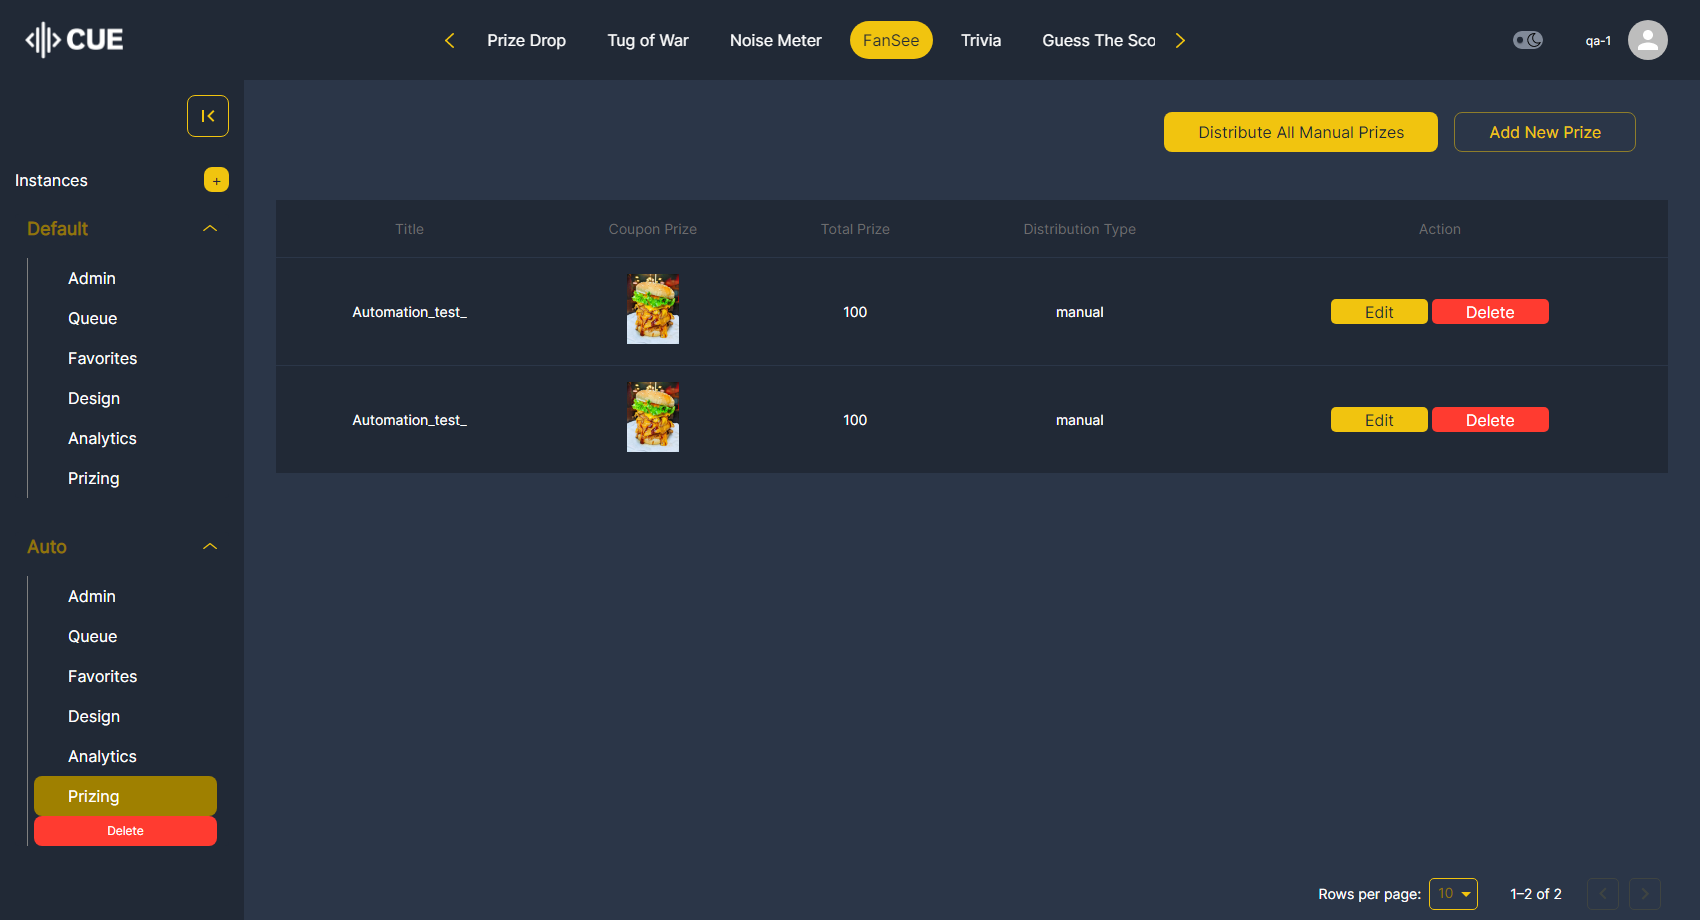 CUE
Prize Drop
Tug of War
Noise Meter
FanSee
Trivia
Guess The Sco
qa-1
Instances
+
Default
Admin
Queue
Favorites
Design
Analytics
Prizing
Auto
Admin
Queue
Favorites
Design
Analytics
Prizing
Delete
Distribute All Manual Prizes
Add New Prize
Title Coupon Prize Total Prize Distribution Type Action
Automation_test_ 100 manual Edit Delete
Automation_test_ 100 manual Edit Delete
Rows per page: 10 1–2 of 2